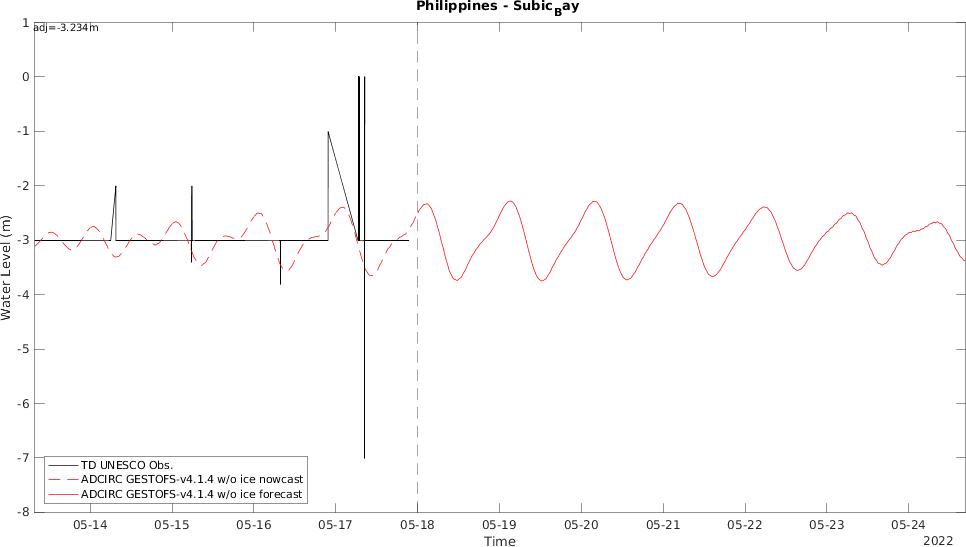 Philippines - Subic_Bay
adj=-3.234m
1
0
-1
-2
-3
-4
-5
-6
-7
-8
Water Level (m)
TD UNESCO Obs.
ADCIRC GESTOFS-v4.1.4 w/o ice nowcast
ADCIRC GESTOFS-v4.1.4 w/o ice forecast
05-14 05-15 05-16 05-17 05-18 05-19 05-20 05-21 05-22 05-23 05-24
Time
2022